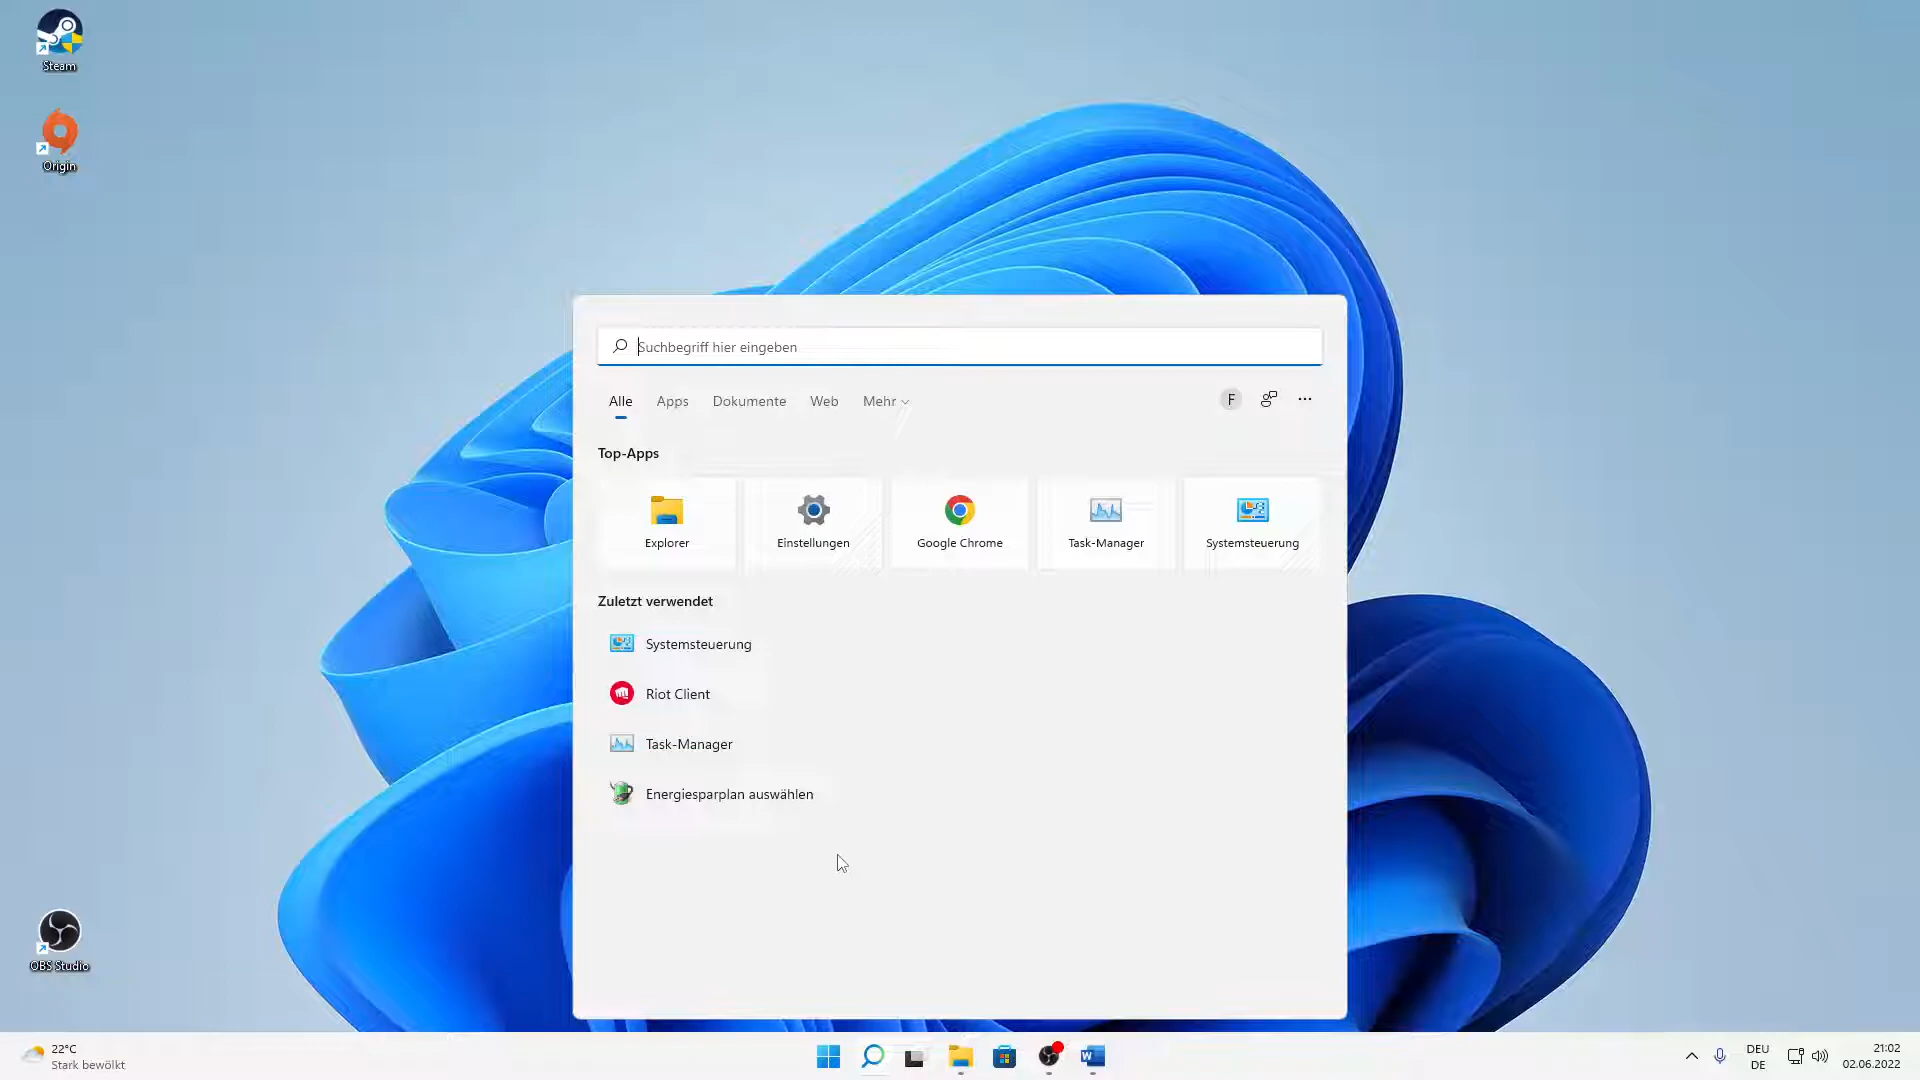 Steam
Origin
Suchbegriff hier eingeben
Alle Apps Dokumente Web Mehr
F
Top-Apps
Explorer Einstellungen Google Chrome Task-Manager Systemsteuerung
Zuletzt verwendet
Systemsteuerung
Riot Client
Task-Manager
Energiesparplan auswählen
OBS Studio
22°C
Stark bewölkt
W
DEU
DE
21:02
02.06.2022